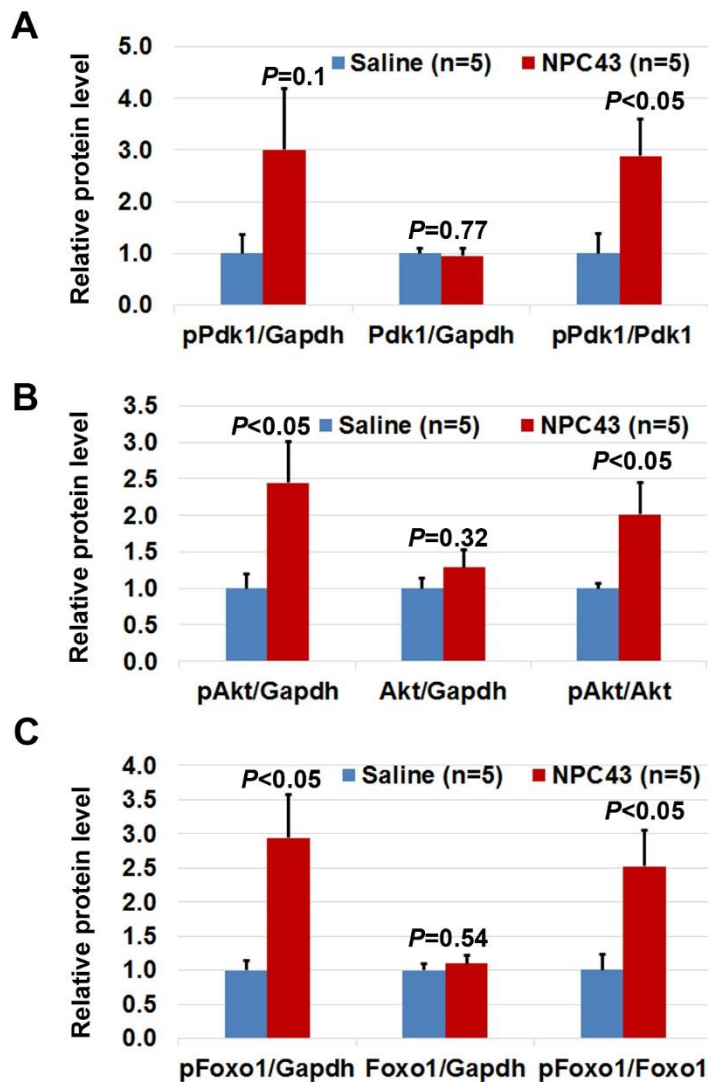 A
Relative protein level
5.0
4.0
3.0
2.0
1.0
0.0
Saline (n=5) NPC43 (n=5)
P=0.1
P=0.77
P<0.05
pPdk1/Gapdh Pdk1/Gapdh pPdk1/Pdk1
B
Relative protein level
3.5
3.0
2.5
2.0
1.5
1.0
0.5
0.0
Saline (n=5) NPC43 (n=5)
P<0.05
P=0.32
P<0.05
pAkt/Gapdh Akt/Gapdh pAkt/Akt
C
Relative protein level
4.0
3.5
3.0
2.5
2.0
1.5
1.0
0.5
0.0
Saline (n=5) NPC43 (n=5)
P<0.05
P=0.54
P<0.05
pFoxo1/Gapdh Foxo1/Gapdh pFoxo1/Foxo1